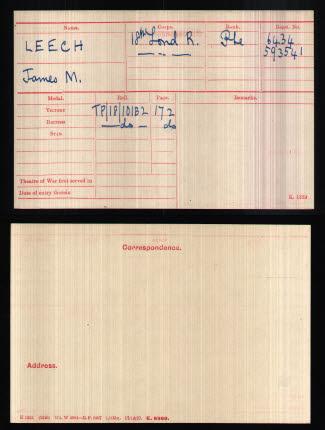 Name. Corps. Rank. Regtl. No.
LEECH 18th Lond R. Pte 6434
— " — 593541
James M.
Medal. Roll. Page. Remarks.
VICTORY TP/18/101B2 172
BRITISH —do— do
STAR
Theatre of War first served in
Date of entry therein
K. 1380
Correspondence.
Address.